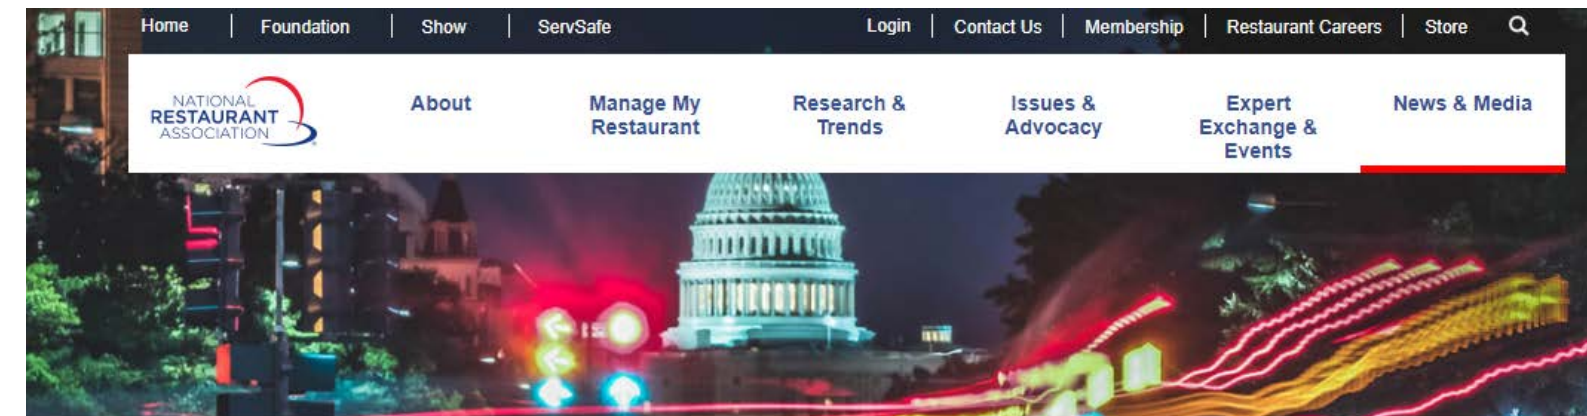 Home | Foundation | Show | ServSafe Login | Contact Us | Membership | Restaurant Careers | Store
NATIONAL
RESTAURANT
ASSOCIATION
About
Manage My
Restaurant
Research &
Trends
Issues &
Advocacy
Expert
Exchange &
Events
News & Media